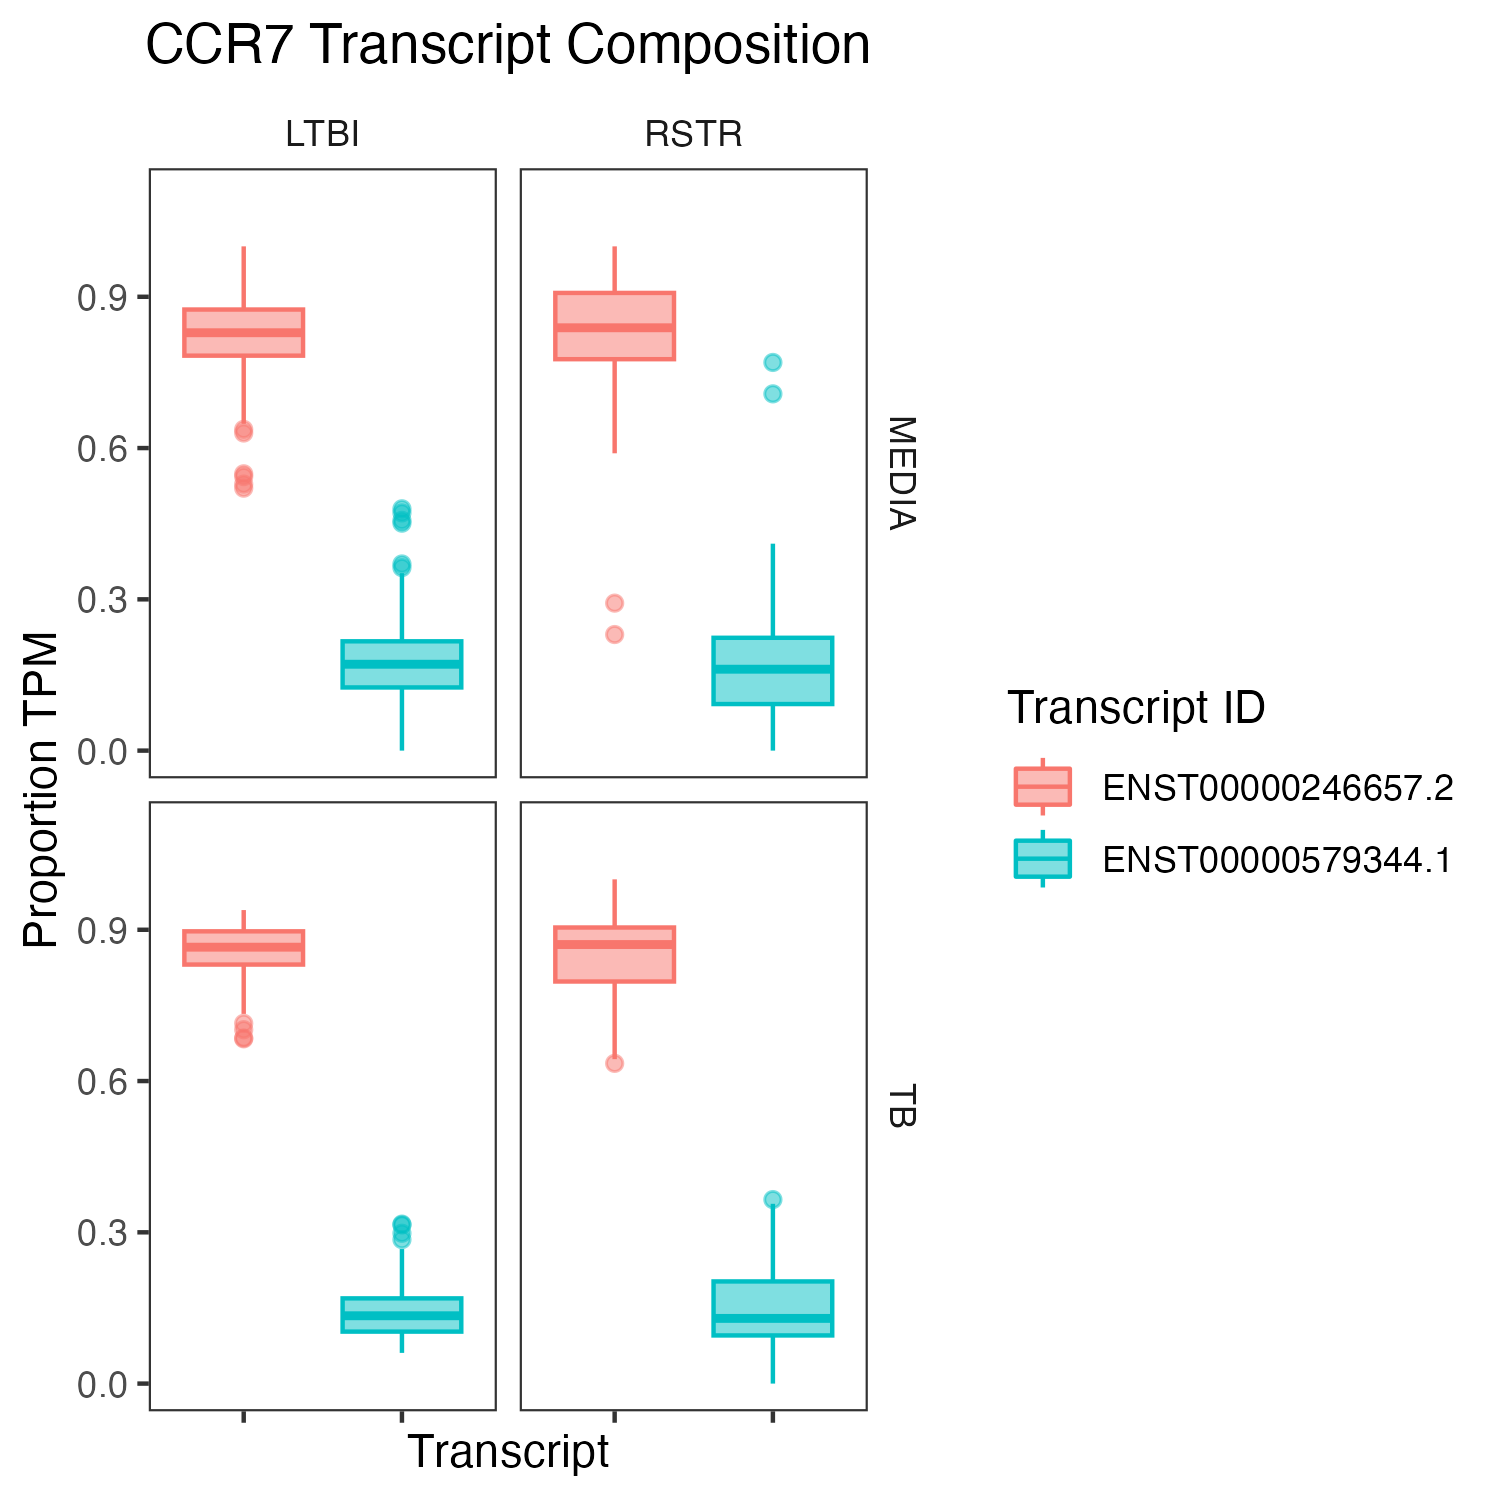 CCR7 Transcript Composition
LTBI
RSTR
0.9
0.6
0.3
0.0
MEDIA
0.9
0.6
0.3
0.0
TB
Proportion TPM
Transcript
Transcript ID
ENST00000246657.2
ENST00000579344.1